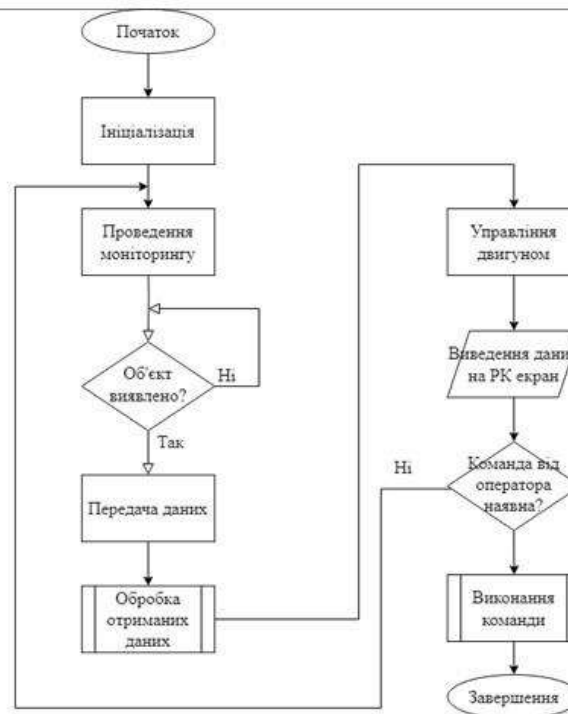 Початок
Ініціалізація
Проведення
моніторингу
Об'єкт
виявлено?
Ні
Так
Передача даних
Обробка
отриманих
даних
Управління
двигуном
Виведення даних
на РК екран
Ні
Команда від
оператора
наявна?
Виконання
команди
Завершення